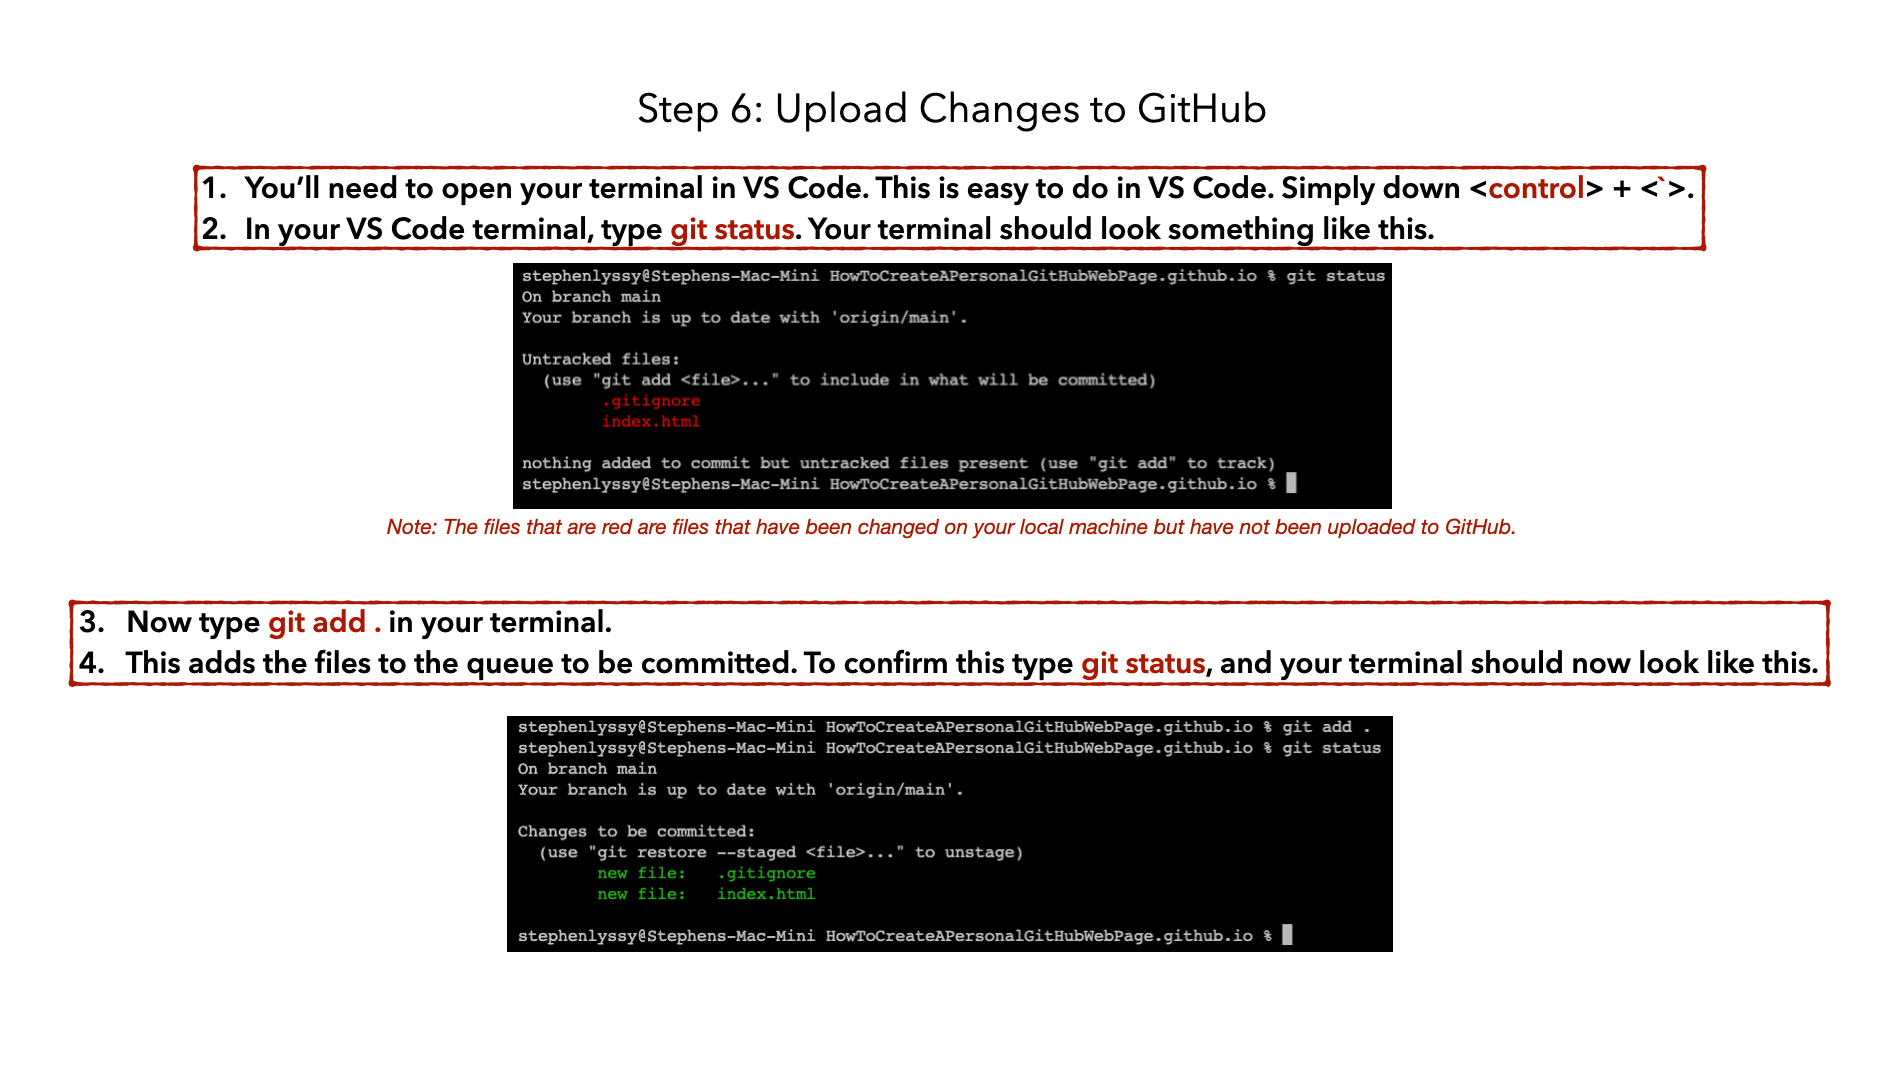 Step 6: Upload Changes to GitHub
1. You’ll need to open your terminal in VS Code. This is easy to do in VS Code. Simply down <control> + <`>.
2. In your VS Code terminal, type git status. Your terminal should look something like this.
stephenlyssy@Stephens-Mac-Mini HowToCreateAPersonalGitHubWebPage.github.io % git status
On branch main
Your branch is up to date with 'origin/main'.
Untracked files:
(use "git add <file>..." to include in what will be committed)
.gitignore
index.html
nothing added to commit but untracked files present (use "git add" to track)
stephenlyssy@Stephens-Mac-Mini HowToCreateAPersonalGitHubWebPage.github.io %
Note: The files that are red are files that have been changed on your local machine but have not been uploaded to GitHub.
3. Now type git add . in your terminal.
4. This adds the files to the queue to be committed. To confirm this type git status, and your terminal should now look like this.
stephenlyssy@Stephens-Mac-Mini HowToCreateAPersonalGitHubWebPage.github.io % git add .
stephenlyssy@Stephens-Mac-Mini HowToCreateAPersonalGitHubWebPage.github.io % git status
On branch main
Your branch is up to date with 'origin/main'.
Changes to be committed:
(use "git restore --staged <file>..." to unstage)
new file: .gitignore
new file: index.html
stephenlyssy@Stephens-Mac-Mini HowToCreateAPersonalGitHubWebPage.github.io %